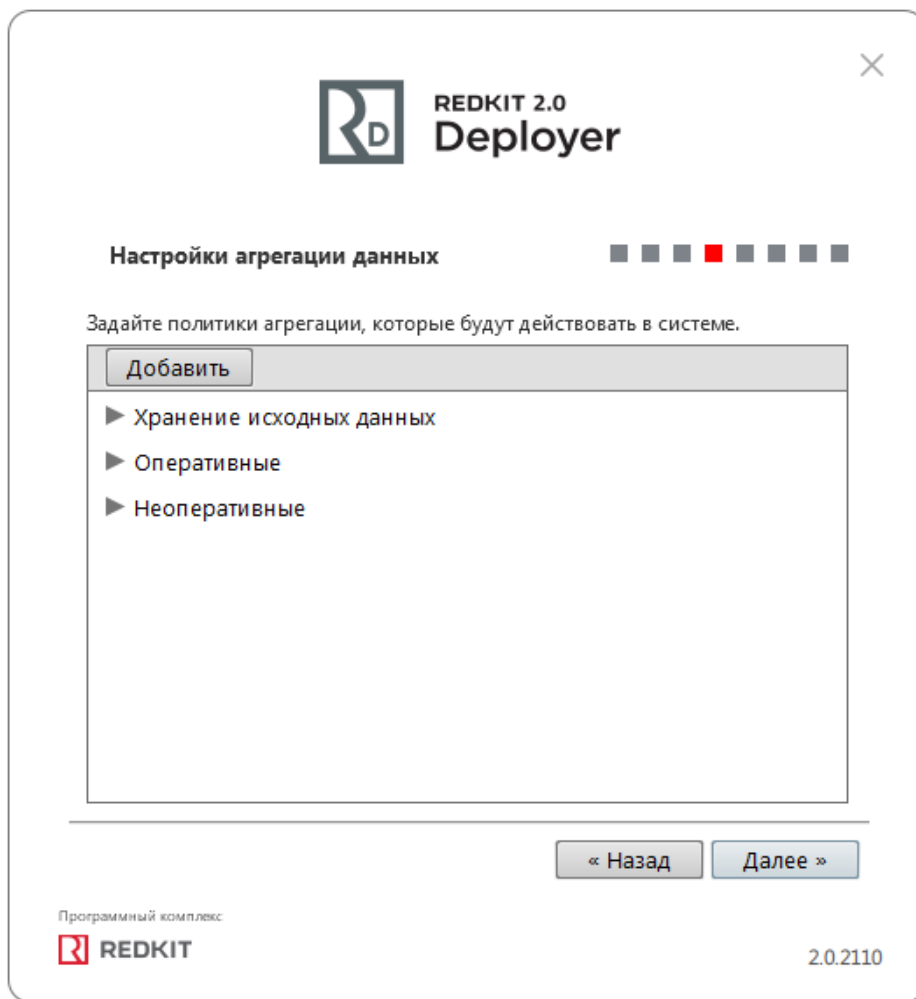 REDKIT 2.0
Deployer
Настройки агрегации данных
Задайте политики агрегации, которые будут действовать в системе.
Добавить
Хранение исходных данных
Оперативные
Неоперативные
« Назад
Далее »
Программный комплекс
REDKIT
2.0.2110